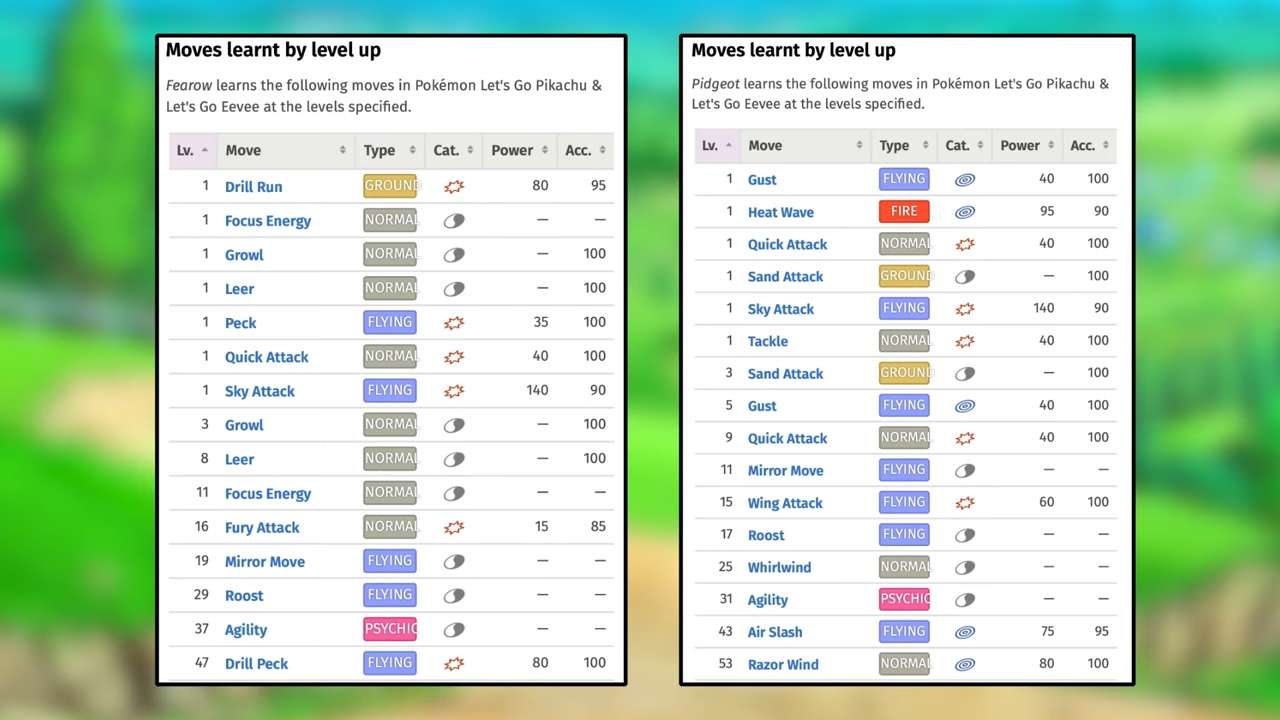 Moves learnt by level up
Fearow learns the following moves in Pokémon Let's Go Pikachu &
Let's Go Eevee at the levels specified.
Lv. Move Type Cat. Power Acc.
1 Drill Run GROUND 80 95
1 Focus Energy NORMAL — —
1 Growl NORMAL — 100
1 Leer NORMAL — 100
1 Peck FLYING 35 100
1 Quick Attack NORMAL 40 100
1 Sky Attack FLYING 140 90
3 Growl NORMAL — 100
8 Leer NORMAL — 100
11 Focus Energy NORMAL — —
16 Fury Attack NORMAL 15 85
19 Mirror Move FLYING — —
29 Roost FLYING — —
37 Agility PSYCHIC — —
47 Drill Peck FLYING 80 100
Moves learnt by level up
Pidgeot learns the following moves in Pokémon Let's Go Pikachu &
Let's Go Eevee at the levels specified.
Lv. Move Type Cat. Power Acc.
1 Gust FLYING 40 100
1 Heat Wave FIRE 95 90
1 Quick Attack NORMAL 40 100
1 Sand Attack GROUND — 100
1 Sky Attack FLYING 140 90
1 Tackle NORMAL 40 100
3 Sand Attack GROUND — 100
5 Gust FLYING 40 100
9 Quick Attack NORMAL 40 100
11 Mirror Move FLYING — —
15 Wing Attack FLYING 60 100
17 Roost FLYING — —
25 Whirlwind NORMAL — —
31 Agility PSYCHIC — —
43 Air Slash FLYING 75 95
53 Razor Wind NORMAL 80 100